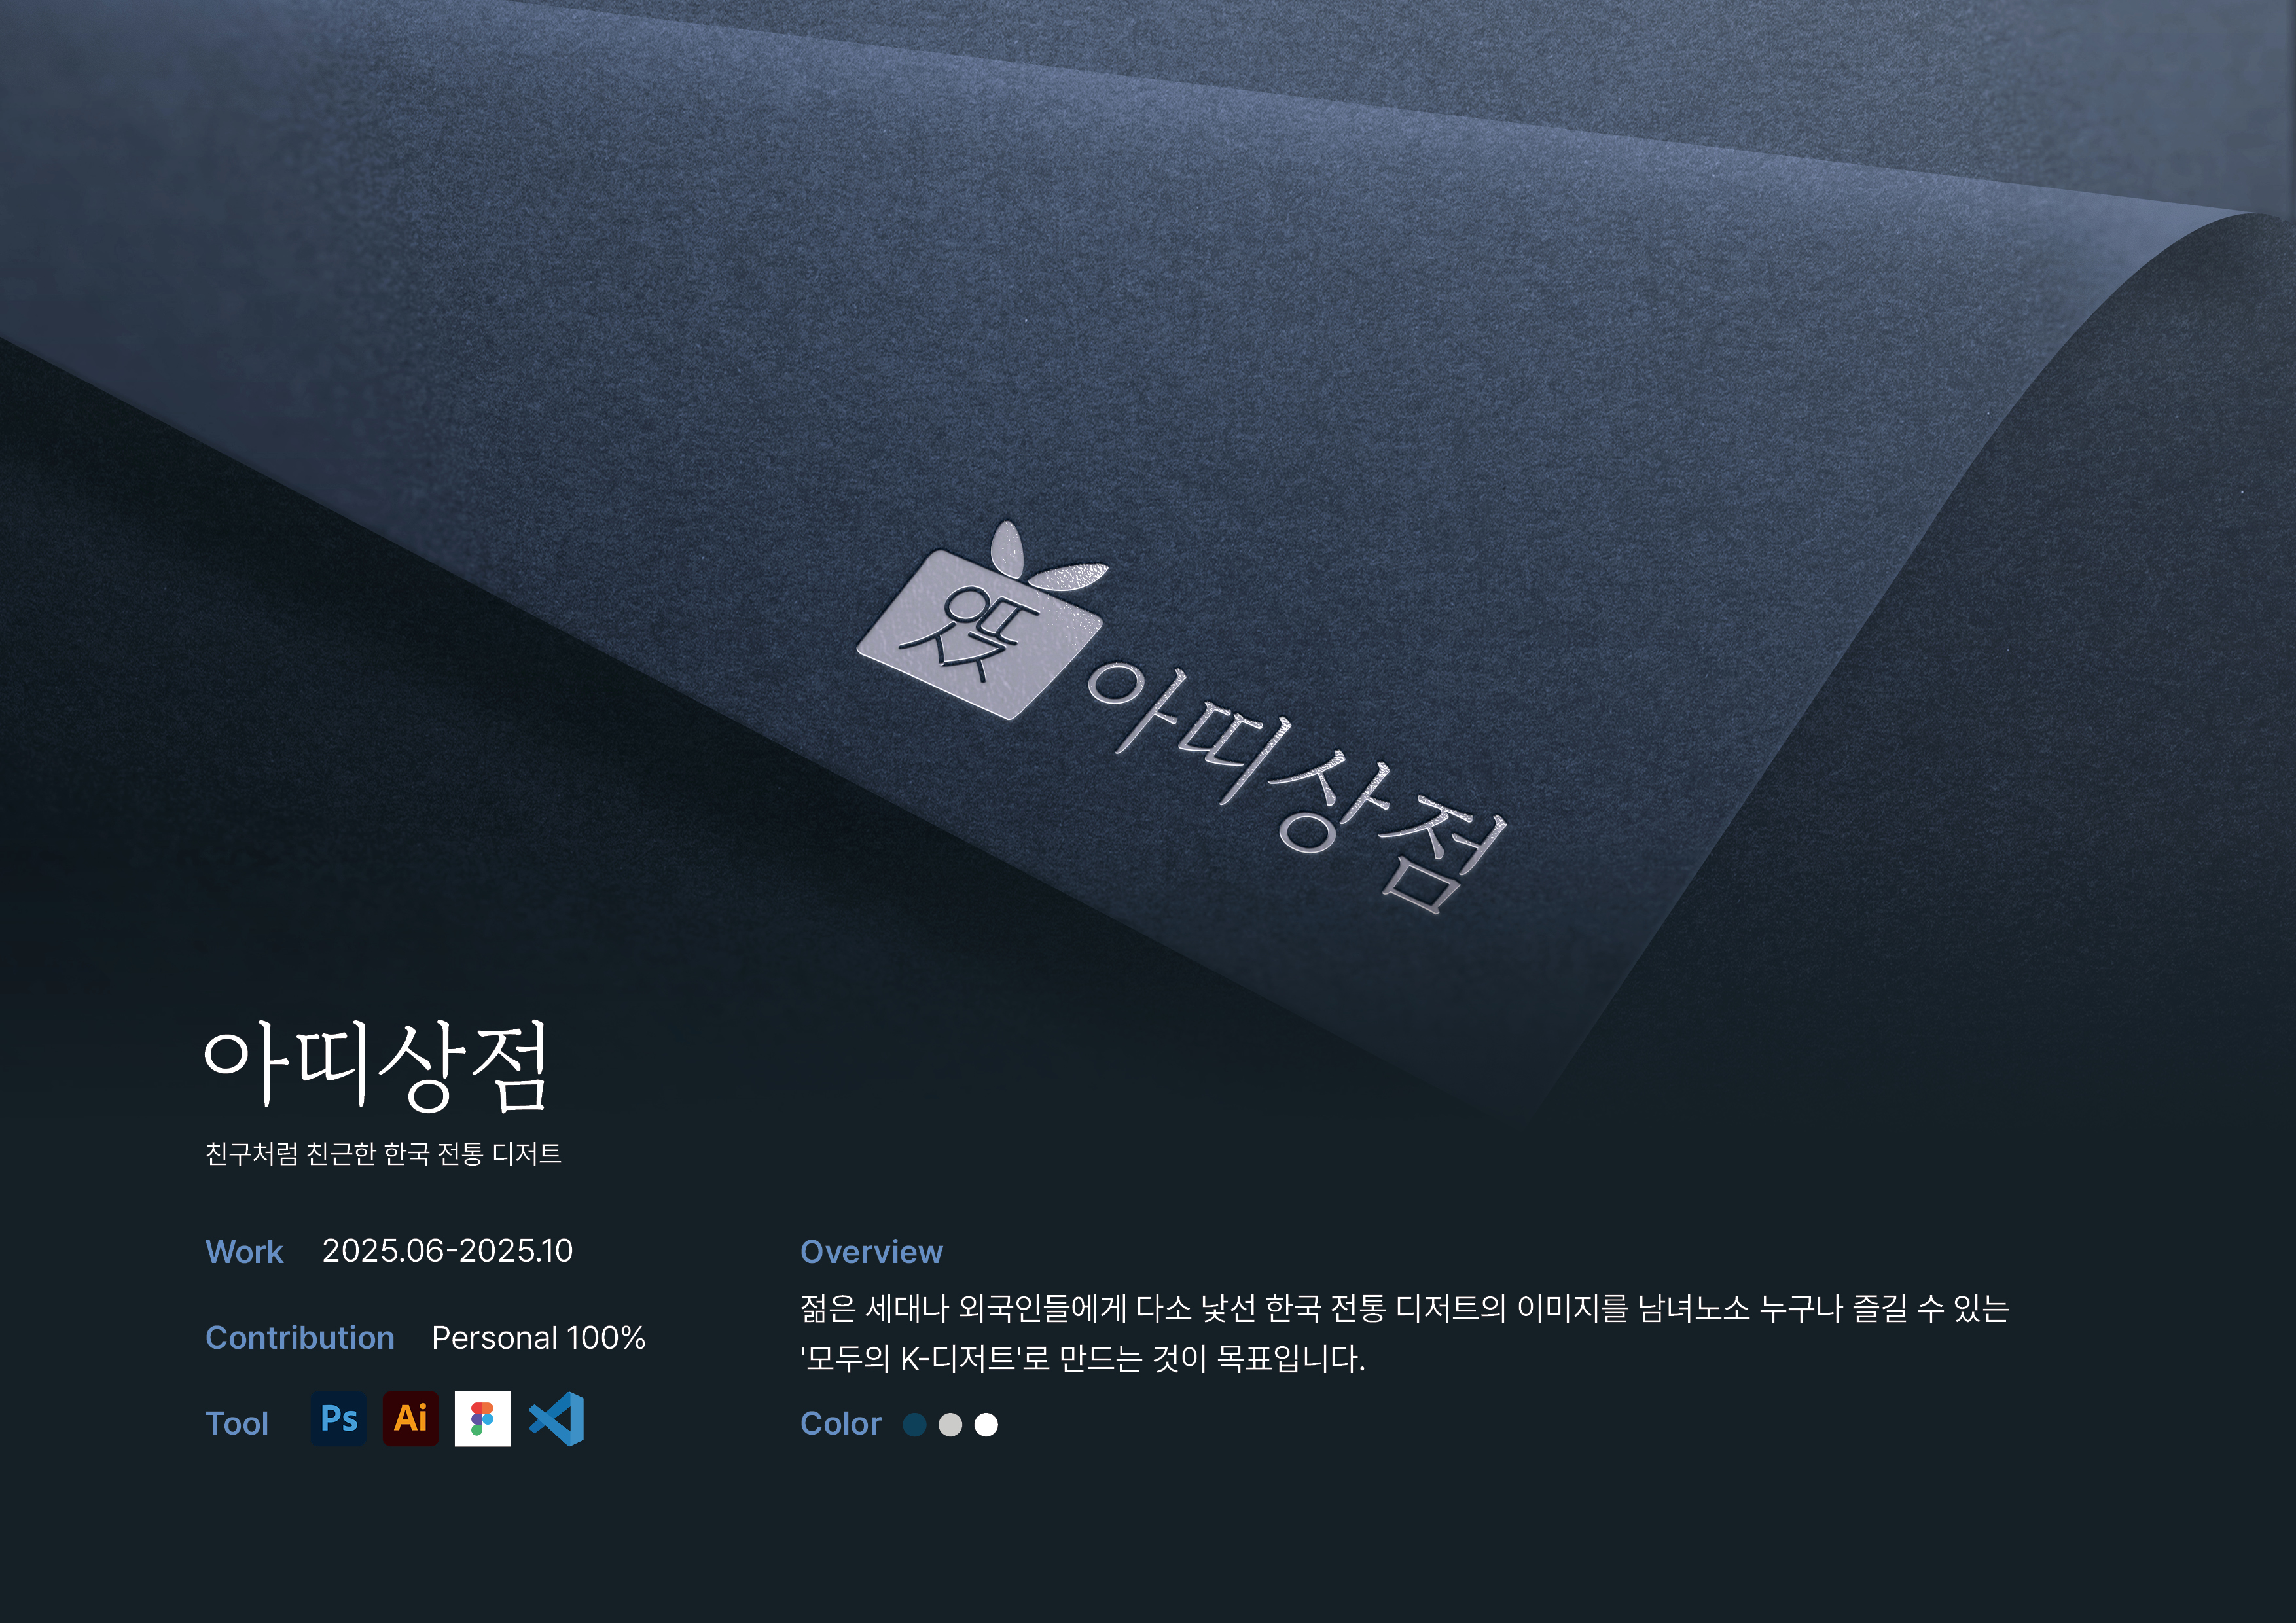 아띠상점
아띠상점
친구처럼 친근한 한국 전통 디저트
Work 2025.06-2025.10
Contribution Personal 100%
Tool Ps Ai
Overview
젊은 세대나 외국인들에게 다소 낯선 한국 전통 디저트의 이미지를 남녀노소 누구나 즐길 수 있는
'모두의 K-디저트'로 만드는 것이 목표입니다.
Color